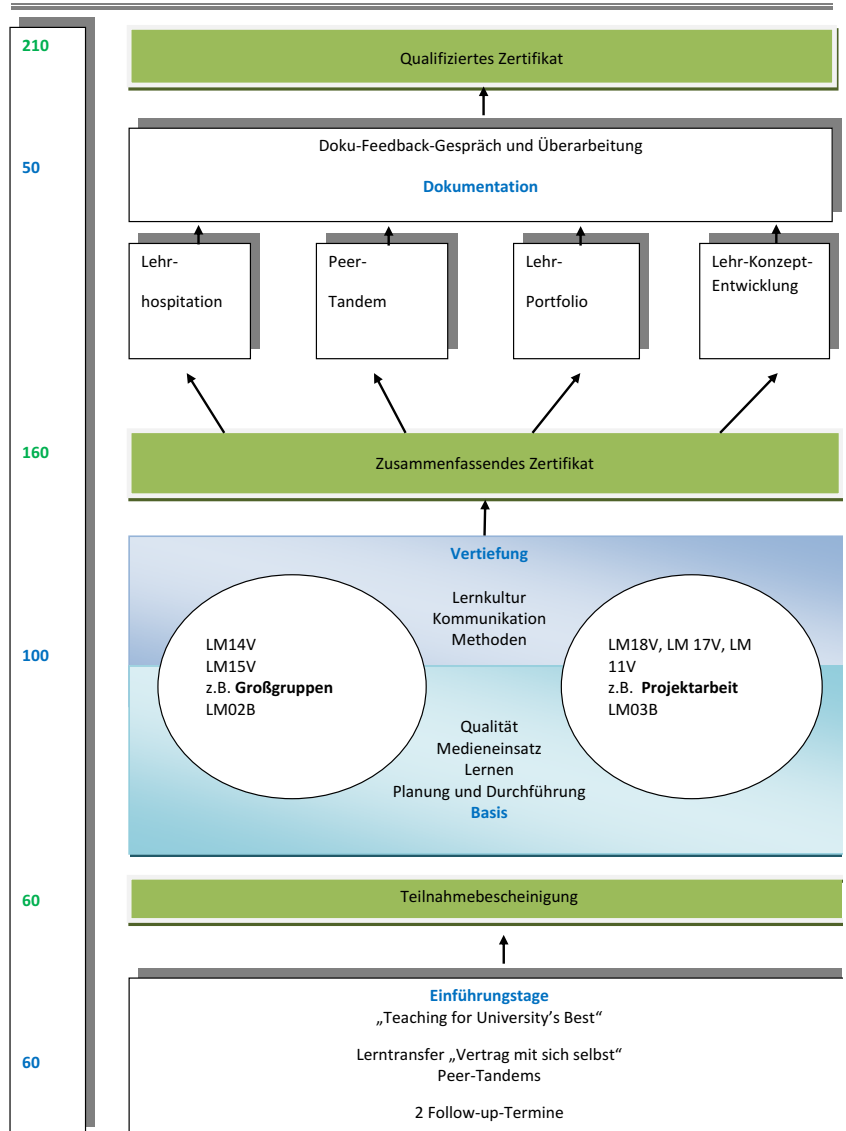 210
Qualifiziertes Zertifikat
Doku-Feedback-Gespräch und Überarbeitung
50
Dokumentation
Lehr-
hospitation
Peer-
Tandem
Lehr-
Portfolio
Lehr-Konzept-
Entwicklung
160
Zusammenfassendes Zertifikat
Vertiefung
Lernkultur
Kommunikation
Methoden
100
LM14V
LM15V
z.B. Großgruppen
LM02B
LM18V, LM 17V, LM
11V
z.B. Projektarbeit
LM03B
Qualität
Medieneinsatz
Lernen
Planung und Durchführung
Basis
60
Teilnahmebescheinigung
Einführungstage
„Teaching for University’s Best“
60
Lerntransfer „Vertrag mit sich selbst“
Peer-Tandems
2 Follow-up-Termine